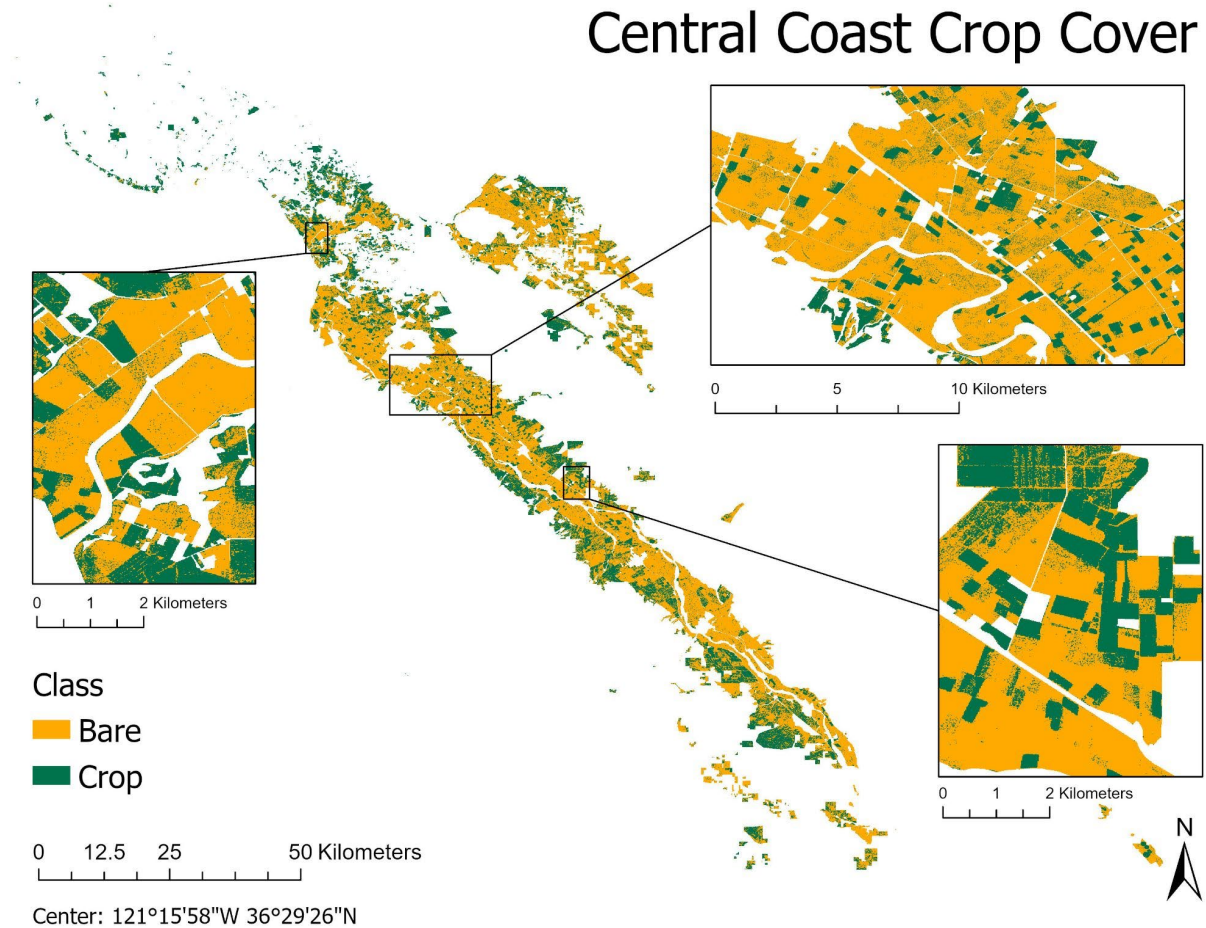 Central Coast Crop Cover
0 5 10 Kilometers
0 1 2 Kilometers
0 1 2 Kilometers
Class
Bare
Crop
0 12.5 25 50 Kilometers
Center: 121°15'58"W 36°29'26"N
N